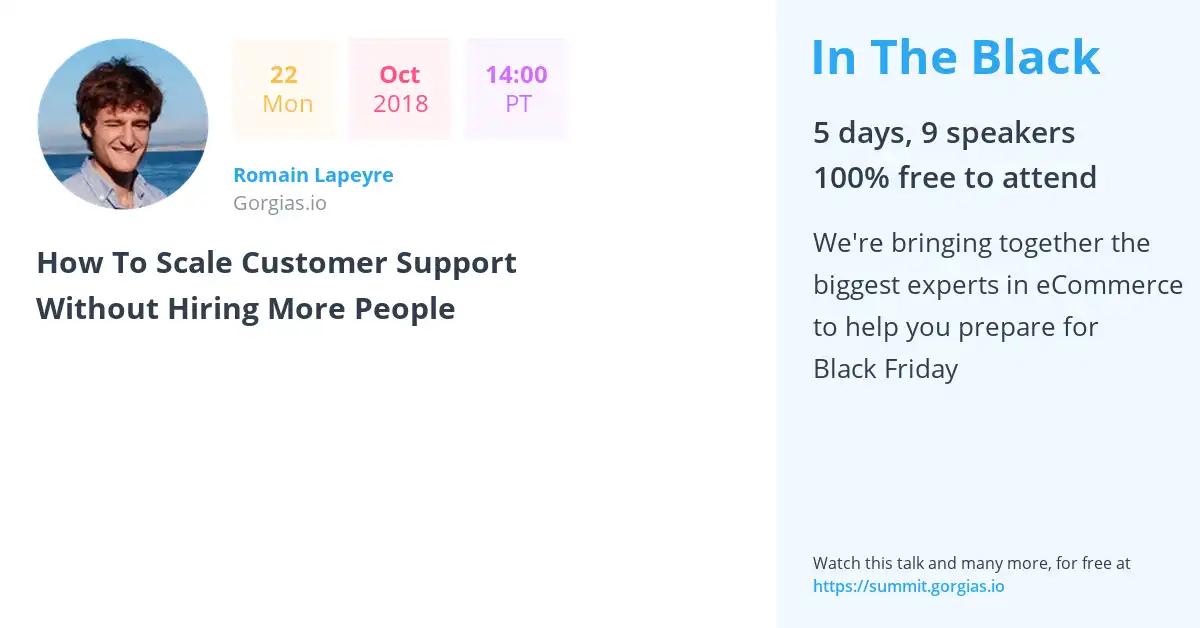 22
Mon
Oct
2018
14:00
PT
Romain Lapeyre
Gorgias.io
How To Scale Customer Support
Without Hiring More People
In The Black
5 days, 9 speakers
100% free to attend
We're bringing together the
biggest experts in eCommerce
to help you prepare for
Black Friday
Watch this talk and many more, for free at
https://summit.gorgias.io